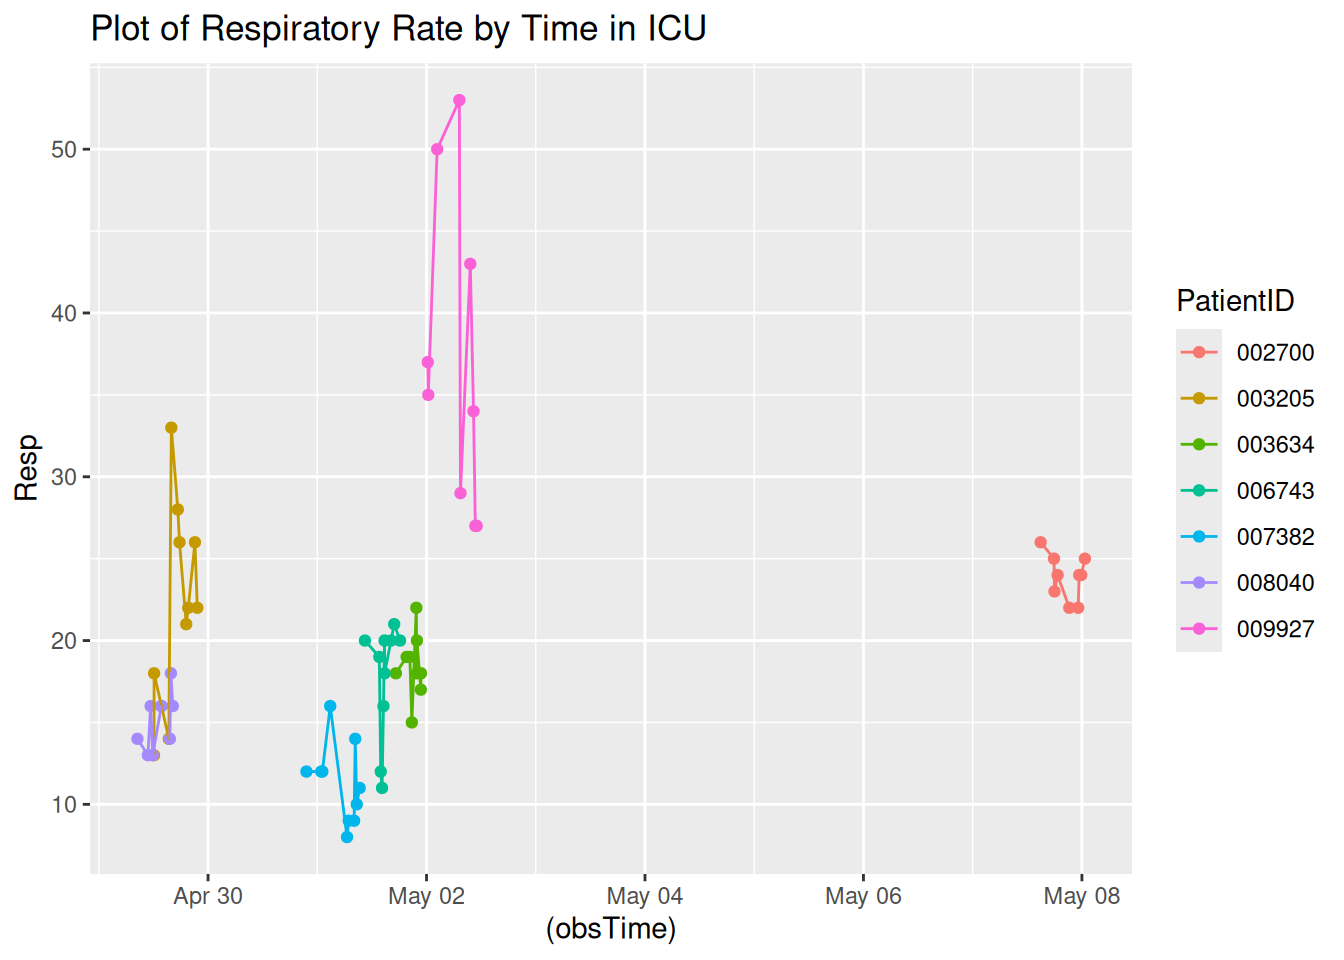 Plot of Respiratory Rate by Time in ICU
Resp
50
40
30
20
10
Apr 30
May 02
May 04
May 06
May 08
(obsTime)
PatientID
002700
003205
003634
006743
007382
008040
009927